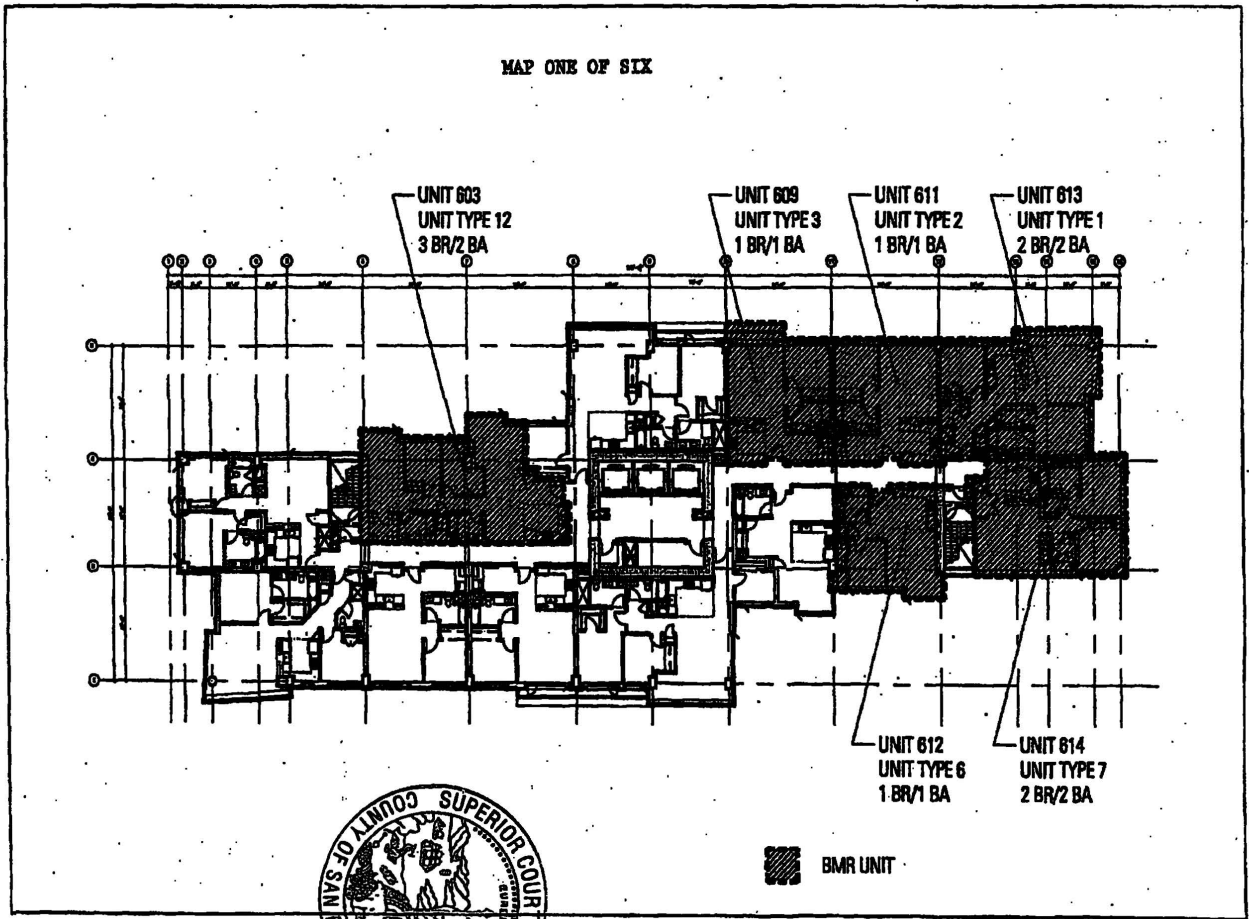 MAP ONE OF SIX
UNIT 603
UNIT TYPE 12
3 BR/2 BA
UNIT 609
UNIT TYPE 3
1 BR/1 BA
UNIT 611
UNIT TYPE 2
1 BR/1 BA
UNIT 613
UNIT TYPE 1
2 BR/2 BA
UNIT 612
UNIT TYPE 6
1 BR/1 BA
UNIT 614
UNIT TYPE 7
2 BR/2 BA
BMR UNIT
SUPERIOR COUR
COUNTY OF SAN